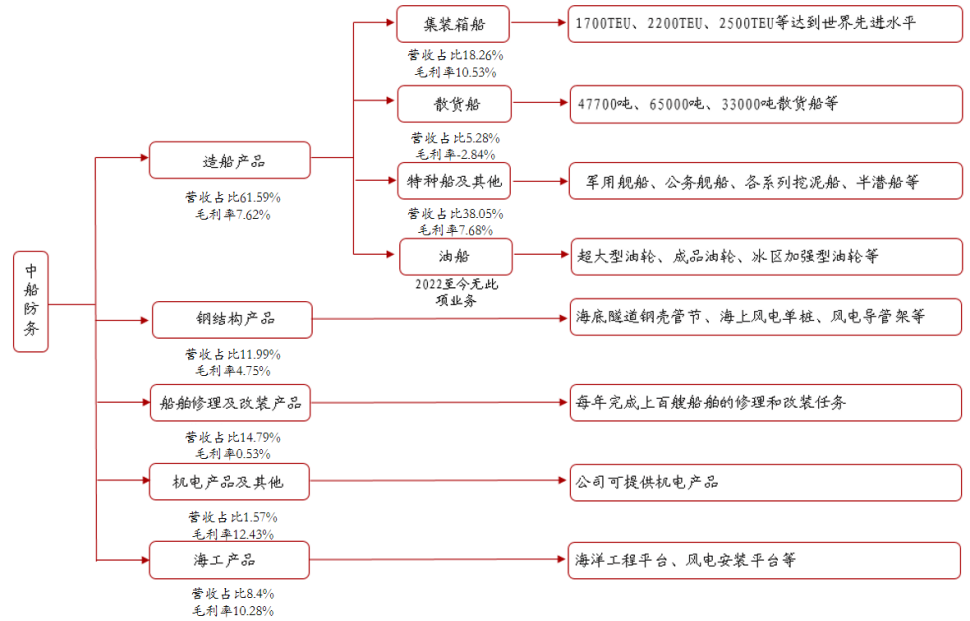 集装箱船
1700TEU、2200TEU、2500TEU等达到世界先进水平
营收占比18.26%
毛利率10.53%
散货船
47700吨、65000吨、33000吨散货船等
营收占比5.28%
毛利率-2.84%
造船产品
营收占比61.59%
毛利率7.62%
特种船及其他
军用舰船、公务舰船、各系列挖泥船、半潜船等
营收占比38.05%
毛利率7.68%
油船
超大型油轮、成品油轮、冰区加强型油轮等
2022至今无此
项业务
中
船
防
务
钢结构产品
海底隧道钢壳管节、海上风电单桩、风电导管架等
营收占比11.99%
毛利率4.75%
船舶修理及改装产品
每年完成上百艘船舶的修理和改装任务
营收占比14.79%
毛利率0.53%
机电产品及其他
公司可提供机电产品
营收占比1.57%
毛利率12.43%
海工产品
海洋工程平台、风电安装平台等
营收占比8.4%
毛利率10.28%